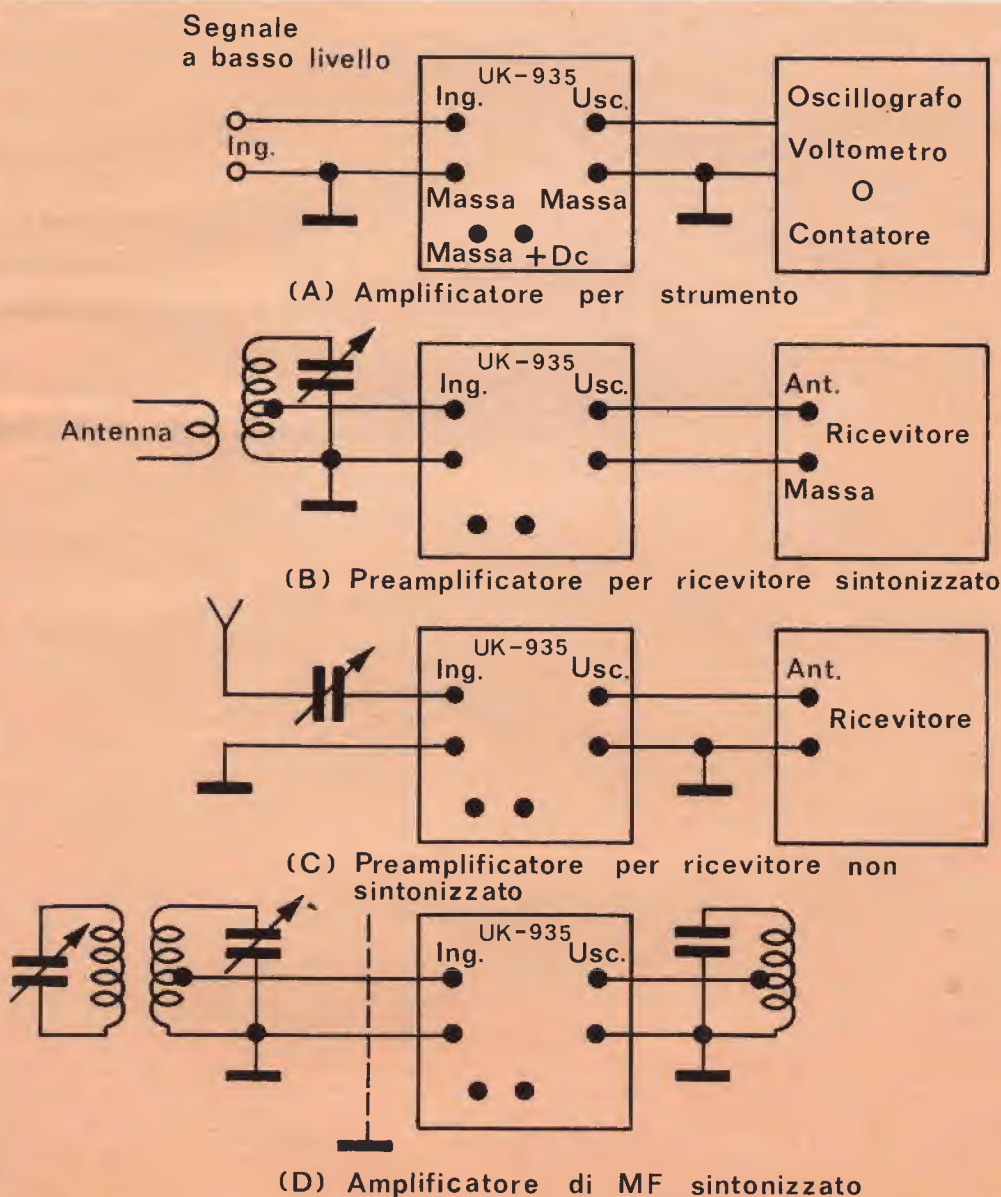 Segnale
a basso livello
UK-935
Ing. Usc.
Ing.
Massa Massa
Massa +Dc
Oscillografo
Voltometro
O
Contatore
(A) Amplificatore per strumento
Antenna
UK-935
Ing. Usc.
Ant.
Ricevitore
Massa
(B) Preamplificatore per ricevitore sintonizzato
UK-935
Ing. Usc.
Ant.
Ricevitore
(C) Preamplificatore per ricevitore non
sintonizzato
UK-935
Ing. Usc.
(D) Amplificatore di MF sintonizzato